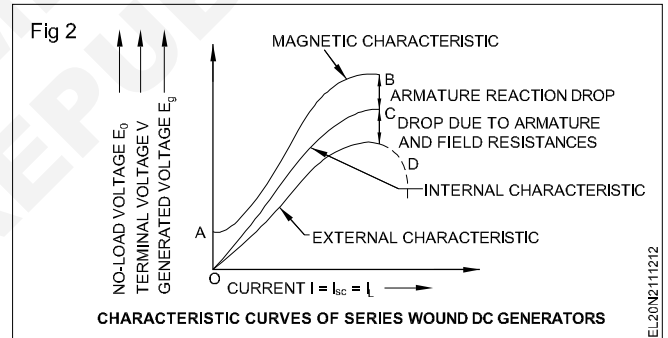 Fig 2
NO-LOAD VOLTAGE E0
TERMINAL VOLTAGE V
GENERATED VOLTAGE Eg
MAGNETIC CHARACTERISTIC
B
ARMATURE REACTION DROP
C
DROP DUE TO ARMATURE
AND FIELD RESISTANCES
D
INTERNAL CHARACTERISTIC
A
EXTERNAL CHARACTERISTIC
O
CURRENT I = Isc = IL
CHARACTERISTIC CURVES OF SERIES WOUND DC GENERATORS
EL20N2111212
REPUB